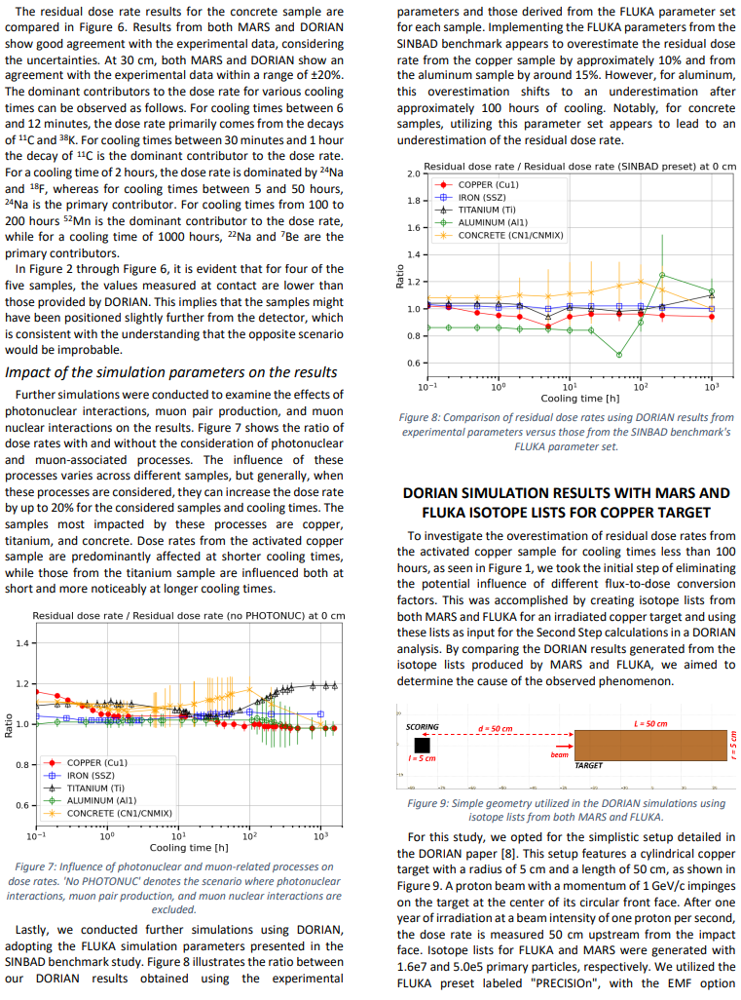 The residual dose rate results for the concrete sample are
compared in Figure 6. Results from both MARS and DORIAN
show good agreement with the experimental data, considering
the uncertainties. At 30 cm, both MARS and DORIAN show an
agreement with the experimental data within a range of ±20%.
The dominant contributors to the dose rate for various cooling
times can be observed as follows. For cooling times between 6
and 12 minutes, the dose rate primarily comes from the decays
of ¹¹C and ³⁸K. For cooling times between 30 minutes and 1 hour
the decay of ¹¹C is the dominant contributor to the dose rate.
For a cooling time of 2 hours, the dose rate is dominated by ²⁴Na
and ¹⁸F, whereas for cooling times between 5 and 50 hours,
²⁴Na is the primary contributor. For cooling times from 100 to
200 hours ⁵²Mn is the dominant contributor to the dose rate,
while for a cooling time of 1000 hours, ²²Na and ⁷Be are the
primary contributors.
In Figure 2 through Figure 6, it is evident that for four of the
five samples, the values measured at contact are lower than
those provided by DORIAN. This implies that the samples might
have been positioned slightly further from the detector, which
is consistent with the understanding that the opposite scenario
would be improbable.
Impact of the simulation parameters on the results
Further simulations were conducted to examine the effects of
photonuclear interactions, muon pair production, and muon
nuclear interactions on the results. Figure 7 shows the ratio of
dose rates with and without the consideration of photonuclear
and muon-associated processes. The influence of these
processes varies across different samples, but generally, when
these processes are considered, they can increase the dose rate
by up to 20% for the considered samples and cooling times. The
samples most impacted by these processes are copper,
titanium, and concrete. Dose rates from the activated copper
sample are predominantly affected at shorter cooling times,
while those from the titanium sample are influenced both at
short and more noticeably at longer cooling times.
Residual dose rate / Residual dose rate (no PHOTONUC) at 0 cm
1.4
1.2
1.0
0.8
0.6
Ratio
COPPER (Cu1)
IRON (SSZ)
TITANIUM (Ti)
ALUMINUM (Al1)
CONCRETE (CN1/CNMIX)
10⁻¹ 10⁰ 10¹ 10² 10³
Cooling time [h]
Figure 7: Influence of photonuclear and muon-related processes on
dose rates. 'No PHOTONUC' denotes the scenario where photonuclear
interactions, muon pair production, and muon nuclear interactions are
excluded.
Lastly, we conducted further simulations using DORIAN,
adopting the FLUKA simulation parameters presented in the
SINBAD benchmark study. Figure 8 illustrates the ratio between
our DORIAN results obtained using the experimental
parameters and those derived from the FLUKA parameter set
for each sample. Implementing the FLUKA parameters from the
SINBAD benchmark appears to overestimate the residual dose
rate from the copper sample by approximately 10% and from
the aluminum sample by around 15%. However, for aluminum,
this overestimation shifts to an underestimation after
approximately 100 hours of cooling. Notably, for concrete
samples, utilizing this parameter set appears to lead to an
underestimation of the residual dose rate.
Residual dose rate / Residual dose rate (SINBAD preset) at 0 cm
2.0
1.8
1.6
1.4
1.2
1.0
0.8
0.6
Ratio
COPPER (Cu1)
IRON (SSZ)
TITANIUM (Ti)
ALUMINUM (Al1)
CONCRETE (CN1/CNMIX)
10⁻¹ 10⁰ 10¹ 10² 10³
Cooling time [h]
Figure 8: Comparison of residual dose rates using DORIAN results from
experimental parameters versus those from the SINBAD benchmark's
FLUKA parameter set.
DORIAN SIMULATION RESULTS WITH MARS AND
FLUKA ISOTOPE LISTS FOR COPPER TARGET
To investigate the overestimation of residual dose rates from
the activated copper sample for cooling times less than 100
hours, as seen in Figure 1, we took the initial step of eliminating
the potential influence of different flux-to-dose conversion
factors. This was accomplished by creating isotope lists from
both MARS and FLUKA for an irradiated copper target and using
these lists as input for the Second Step calculations in a DORIAN
analysis. By comparing the DORIAN results generated from the
isotope lists produced by MARS and FLUKA, we aimed to
determine the cause of the observed phenomenon.
SCORING
d = 50 cm
L = 50 cm
l = 5 cm
beam
TARGET
r = 5 cm
Figure 9: Simple geometry utilized in the DORIAN simulations using
isotope lists from both MARS and FLUKA.
For this study, we opted for the simplistic setup detailed in
the DORIAN paper [8]. This setup features a cylindrical copper
target with a radius of 5 cm and a length of 50 cm, as shown in
Figure 9. A proton beam with a momentum of 1 GeV/c impinges
on the target at the center of its circular front face. After one
year of irradiation at a beam intensity of one proton per second,
the dose rate is measured 50 cm upstream from the impact
face. Isotope lists for FLUKA and MARS were generated with
1.6e7 and 5.0e5 primary particles, respectively. We utilized the
FLUKA preset labeled "PRECISIOn", with the EMF option